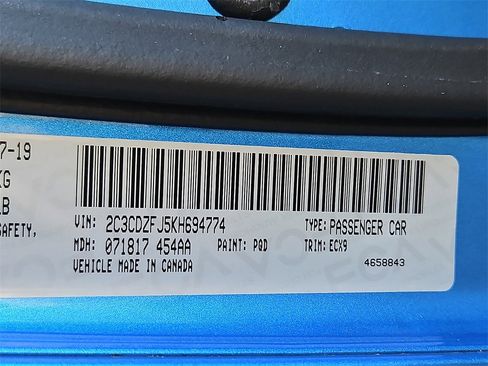 7-19
KG
LB
SAFETY,
VIN: 2C3CDZFJ5KH694774 TYPE: PASSENGER CAR
MDH: 071817 454AA PAINT: PQD TRIM: ECX9
VEHICLE MADE IN CANADA 4658843